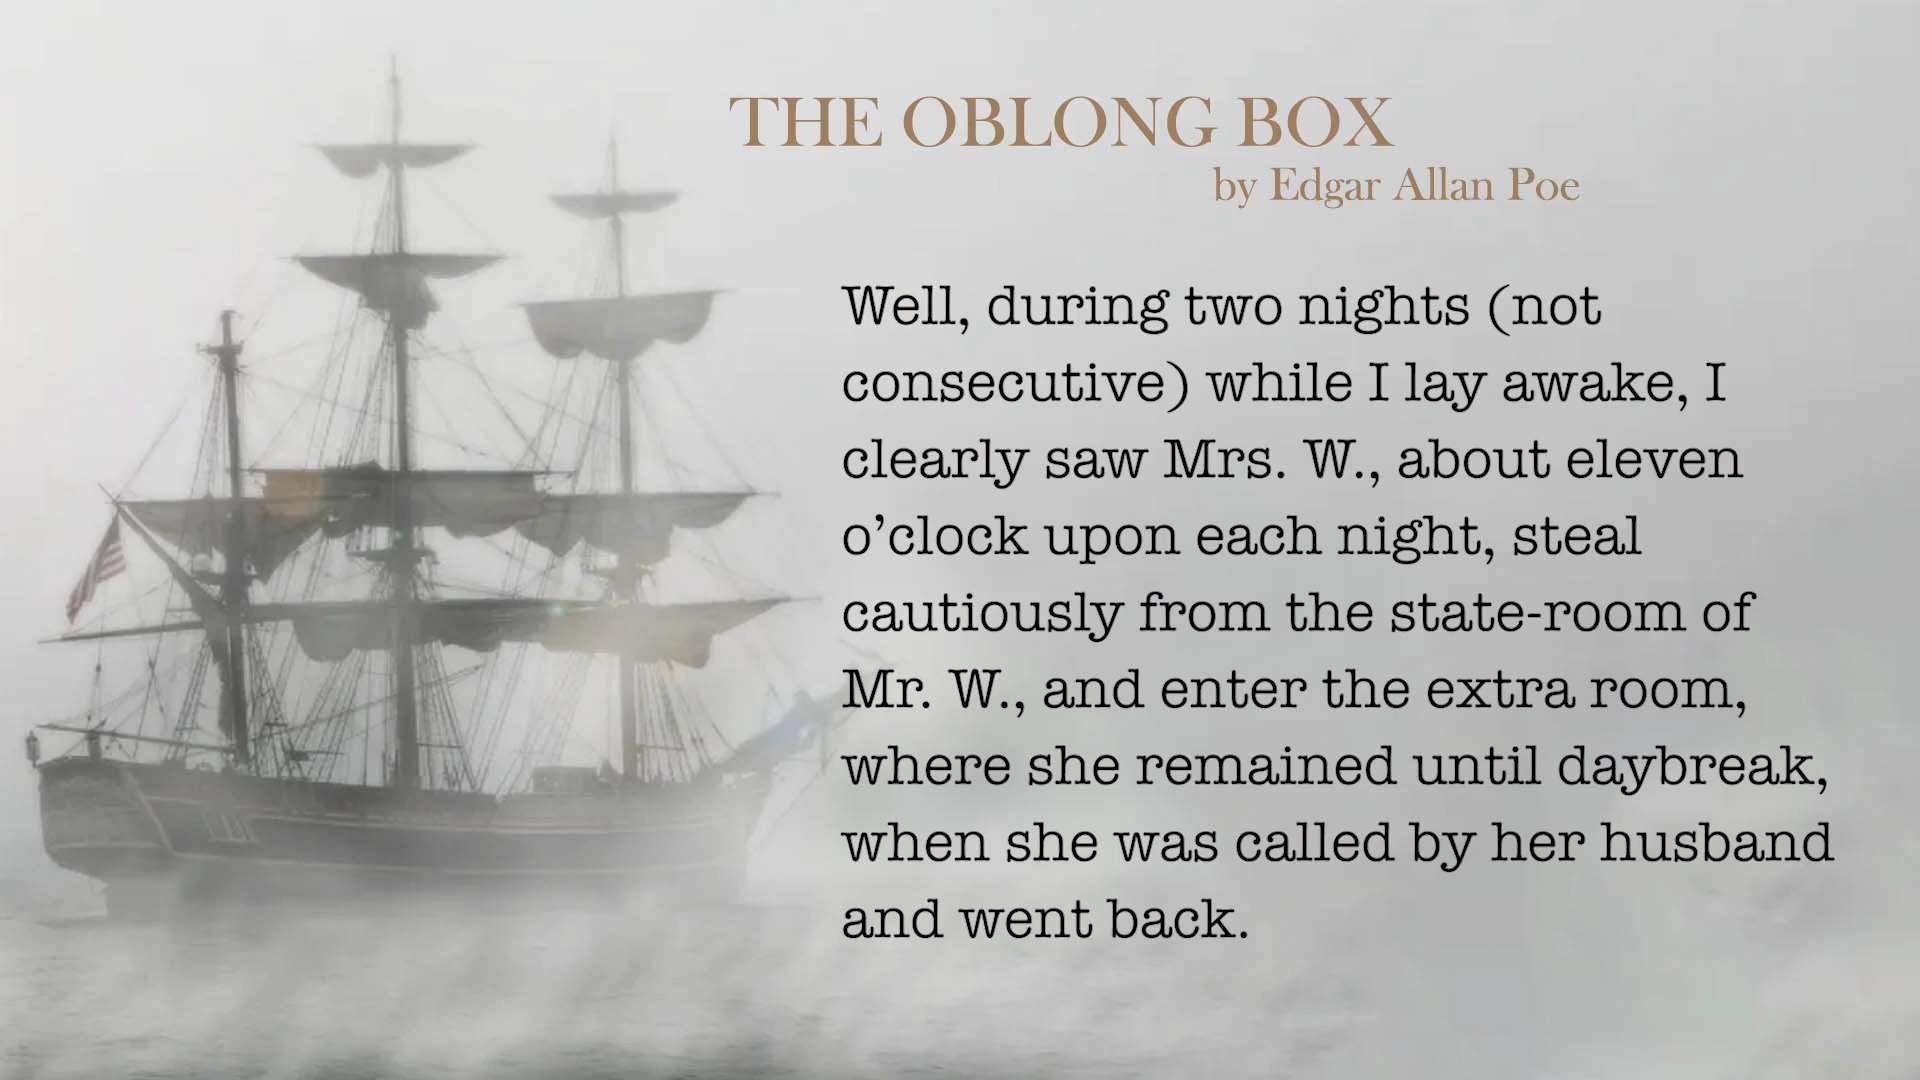 THE OBLONG BOX
by Edgar Allan Poe
Well, during two nights (not
consecutive) while I lay awake, I
clearly saw Mrs. W., about eleven
o’clock upon each night, steal
cautiously from the state-room of
Mr. W., and enter the extra room,
where she remained until daybreak,
when she was called by her husband
and went back.